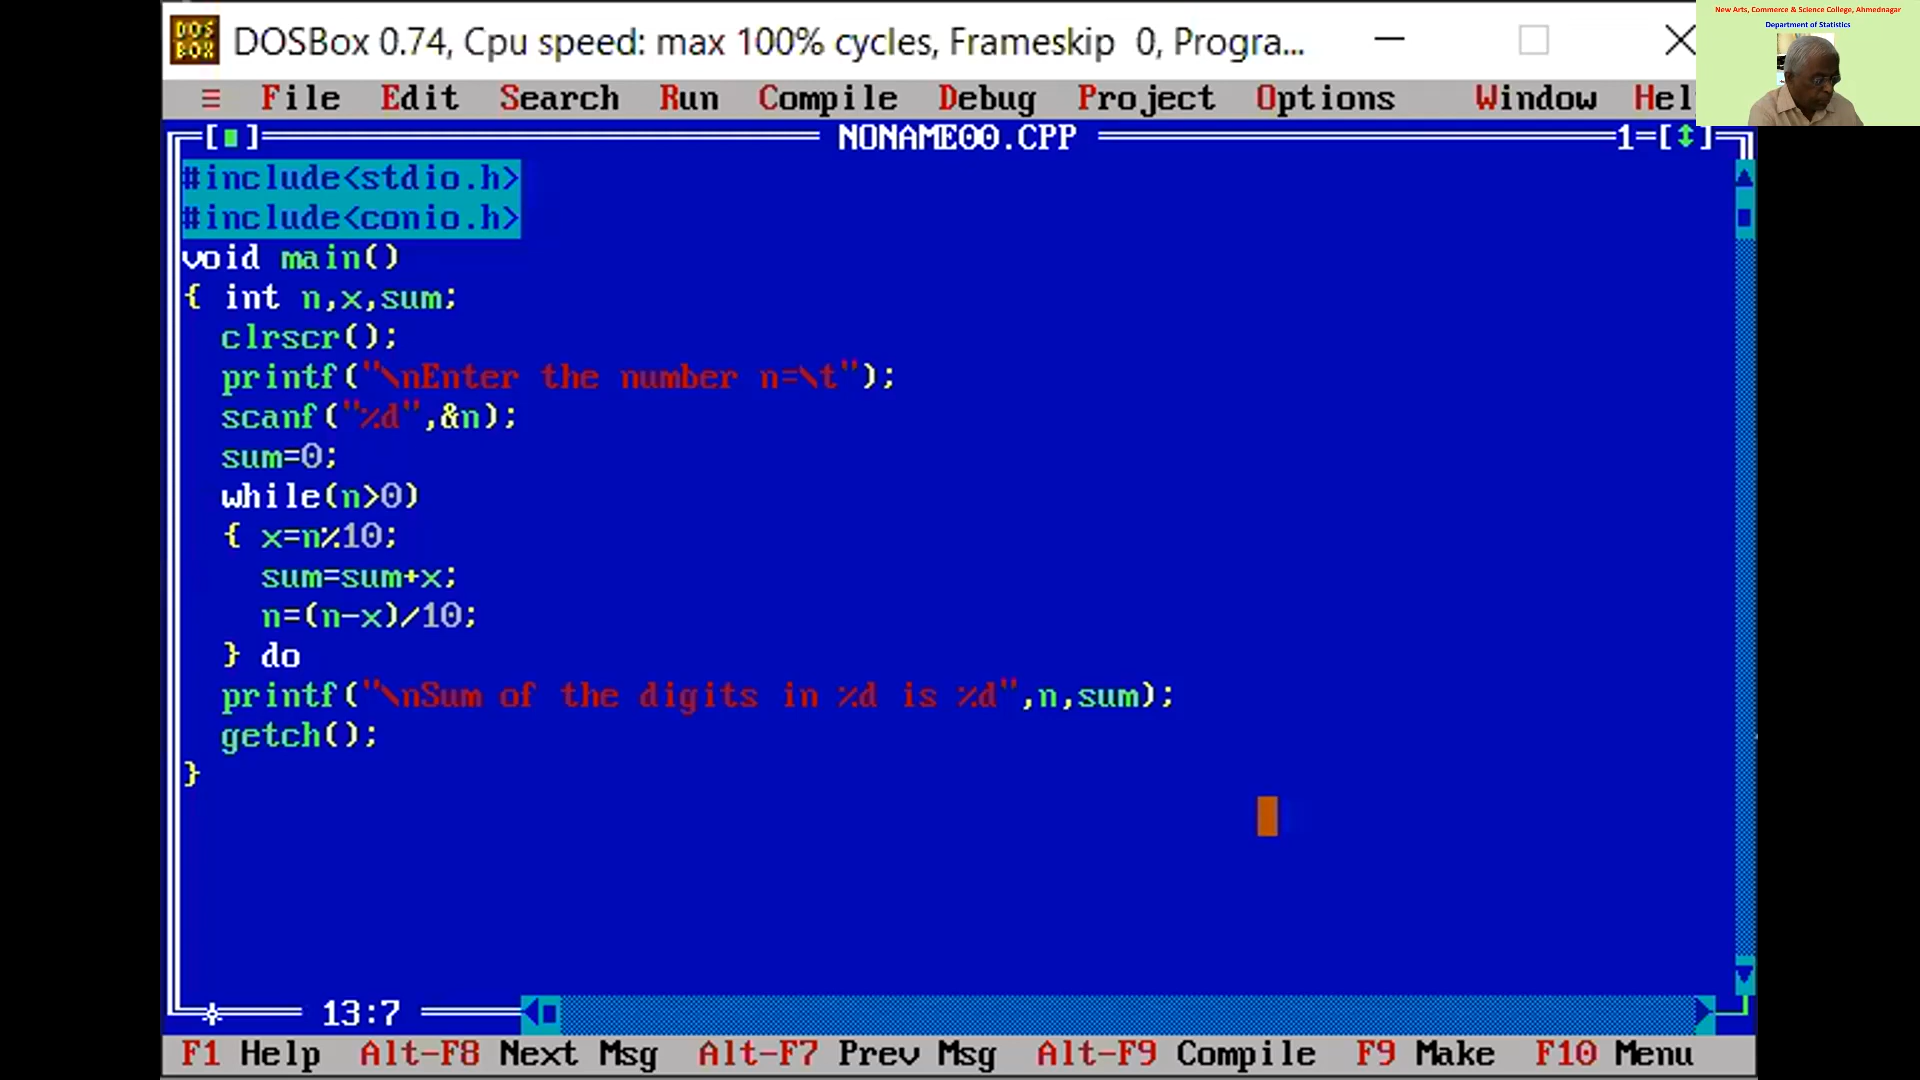 New Arts, Commerce & Science College, Ahmednagar
Department of Statistics
DOS BOX
DOSBox 0.74, Cpu speed: max 100% cycles, Frameskip 0, Progra...
≡ File Edit Search Run Compile Debug Project Options Window Hel
NONAME00.CPP 1=[↕]
#include<stdio.h>
#include<conio.h>
void main()
{ int n,x,sum;
clrscr();
printf("\nEnter the number n=\t");
scanf("%d",&n);
sum=0;
while(n>0)
{ x=n%10;
sum=sum+x;
n=(n-x)/10;
} do
printf("\nSum of the digits in %d is %d",n,sum);
getch();
}
13:7
F1 Help Alt-F8 Next Msg Alt-F7 Prev Msg Alt-F9 Compile F9 Make F10 Menu